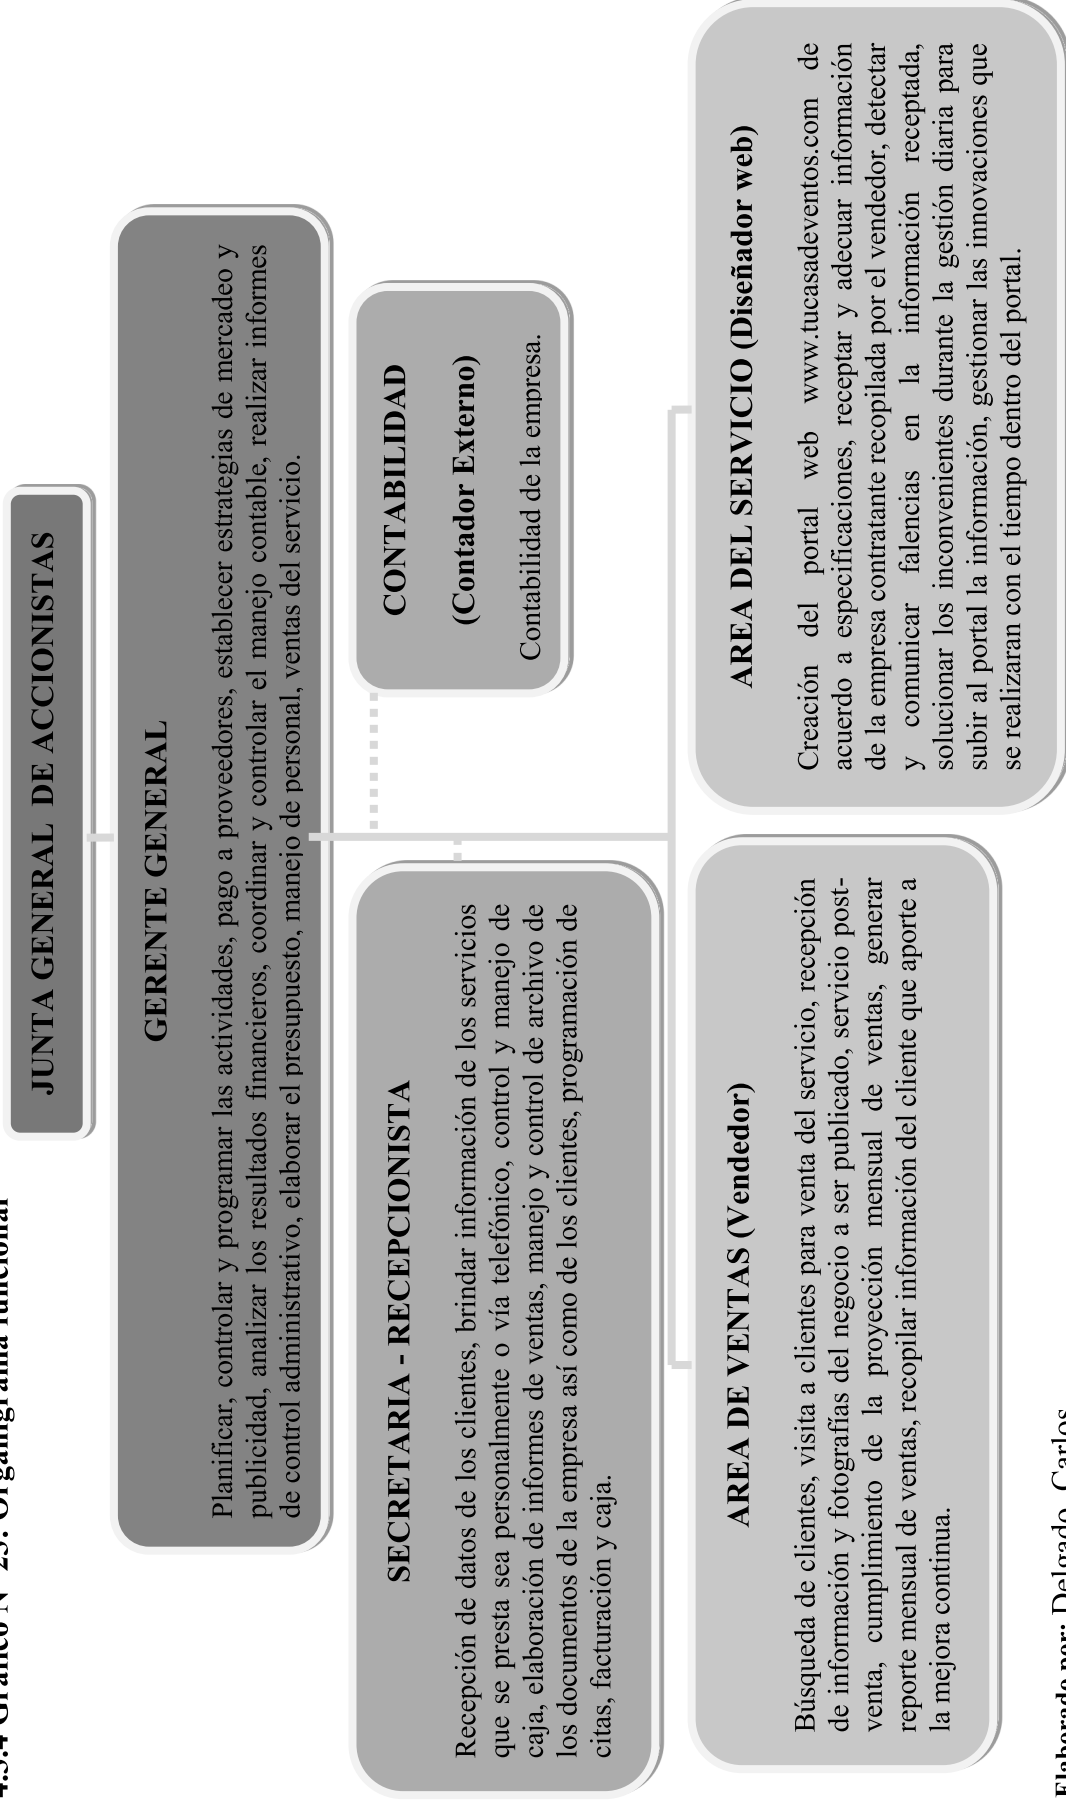 4.3.4 Gráfico N° 25: Organigrama funcional
JUNTA GENERAL DE ACCIONISTAS
GERENTE GENERAL
Planificar, controlar y programar las actividades, pago a proveedores, establecer estrategias de mercadeo y
publicidad, analizar los resultados financieros, coordinar y controlar el manejo contable, realizar informes
de control administrativo, elaborar el presupuesto, manejo de personal, ventas del servicio.
SECRETARIA - RECEPCIONISTA
Recepción de datos de los clientes, brindar información de los servicios
que se presta sea personalmente o vía telefónico, control y manejo de
caja, elaboración de informes de ventas, manejo y control de archivo de
los documentos de la empresa así como de los clientes, programación de
citas, facturación y caja.
CONTABILIDAD
(Contador Externo)
Contabilidad de la empresa.
AREA DE VENTAS (Vendedor)
Búsqueda de clientes, visita a clientes para venta del servicio, recepción
de información y fotografías del negocio a ser publicado, servicio post-
venta, cumplimiento de la proyección mensual de ventas, generar
reporte mensual de ventas, recopilar información del cliente que aporte a
la mejora continua.
AREA DEL SERVICIO (Diseñador web)
Creación del portal web www.tucasadeventos.com de
acuerdo a especificaciones, receptar y adecuar información
de la empresa contratante recopilada por el vendedor, detectar
y comunicar falencias en la información receptada,
solucionar los inconvenientes durante la gestión diaria para
subir al portal la información, gestionar las innovaciones que
se realizaran con el tiempo dentro del portal.
Elaborado por: Delgado, Carlos